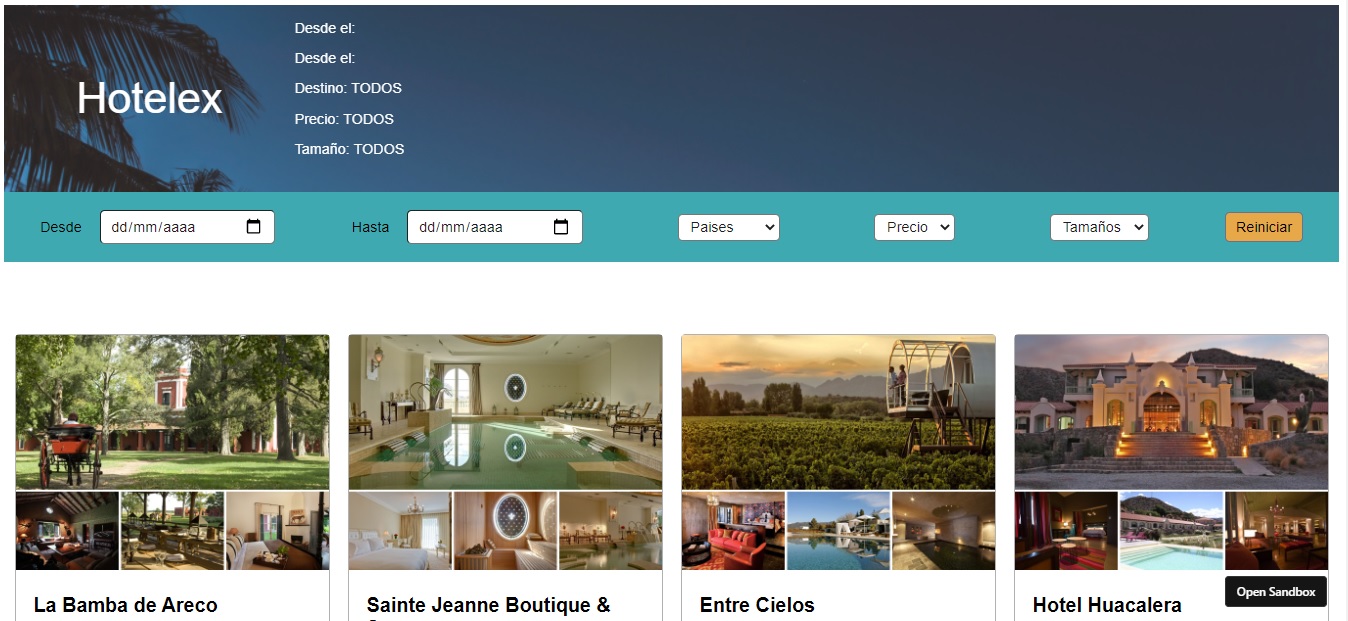 Hotelex
Desde el:
Desde el:
Destino: TODOS
Precio: TODOS
Tamaño: TODOS
Desde dd/mm/aaaa Hasta dd/mm/aaaa Paises Precio Tamaños Reiniciar
La Bamba de Areco
Sainte Jeanne Boutique &
Entre Cielos
Hotel Huacalera
Open Sandbox